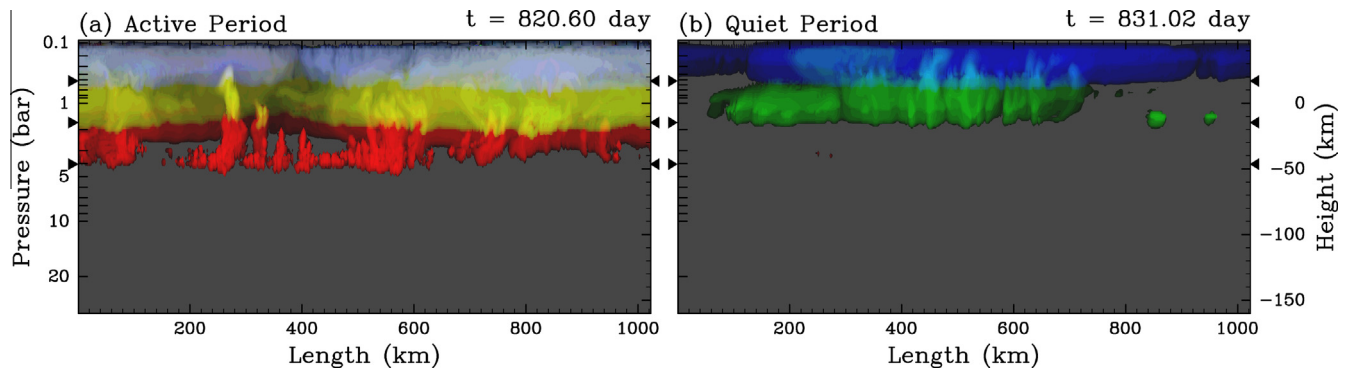 (a) Active Period t = 820.60 day
(b) Quiet Period t = 831.02 day
0.1
1
5
10
20
Pressure (bar)
0
-50
-100
-150
Height (km)
200 400 600 800 1000
200 400 600 800 1000
Length (km)
Length (km)